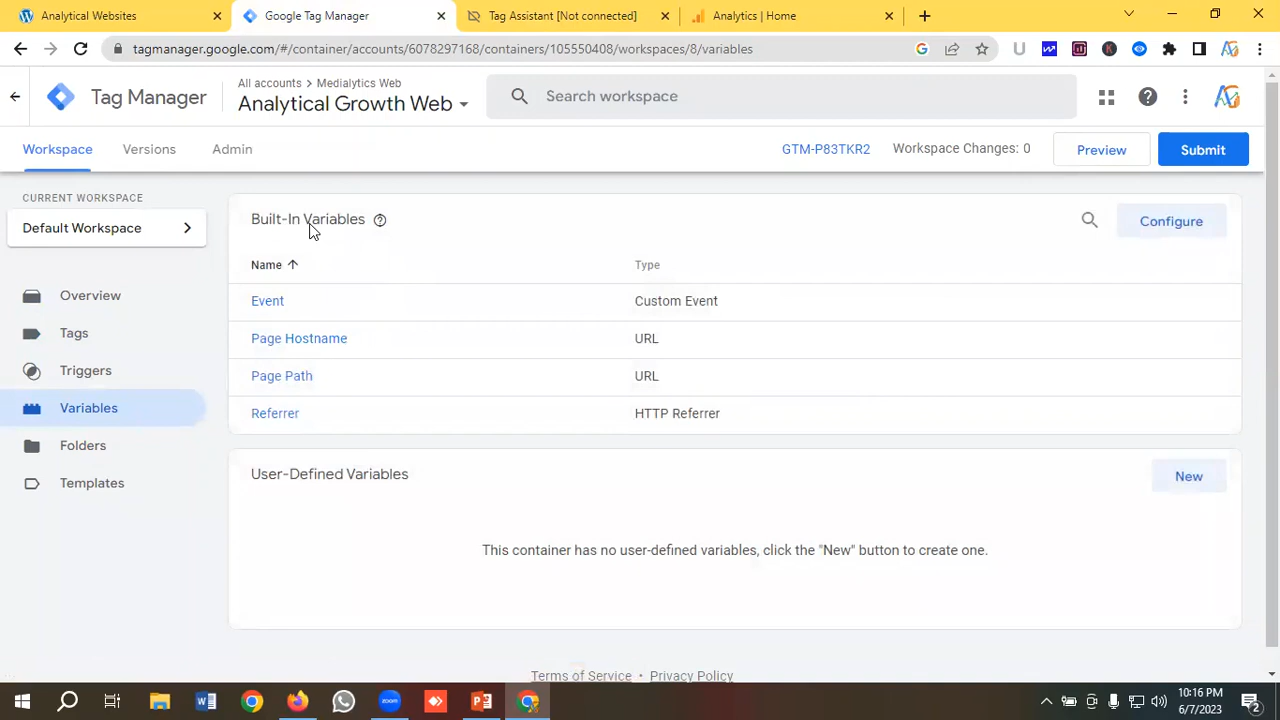 Analytical Websites
Google Tag Manager
Tag Assistant [Not connected]
Analytics | Home
tagmanager.google.com/#/container/accounts/6078297168/containers/105550408/workspaces/8/variables
Tag Manager
All accounts > Medialytics Web
Analytical Growth Web
Search workspace
Workspace
Versions
Admin
GTM-P83TKR2
Workspace Changes: 0
Preview
Submit
CURRENT WORKSPACE
Default Workspace
Overview
Tags
Triggers
Variables
Folders
Templates
Built-In Variables
Configure
Name Type
Event Custom Event
Page Hostname URL
Page Path URL
Referrer HTTP Referrer
User-Defined Variables
New
This container has no user-defined variables, click the "New" button to create one.
Terms of Service • Privacy Policy
10:16 PM
6/7/2023
2